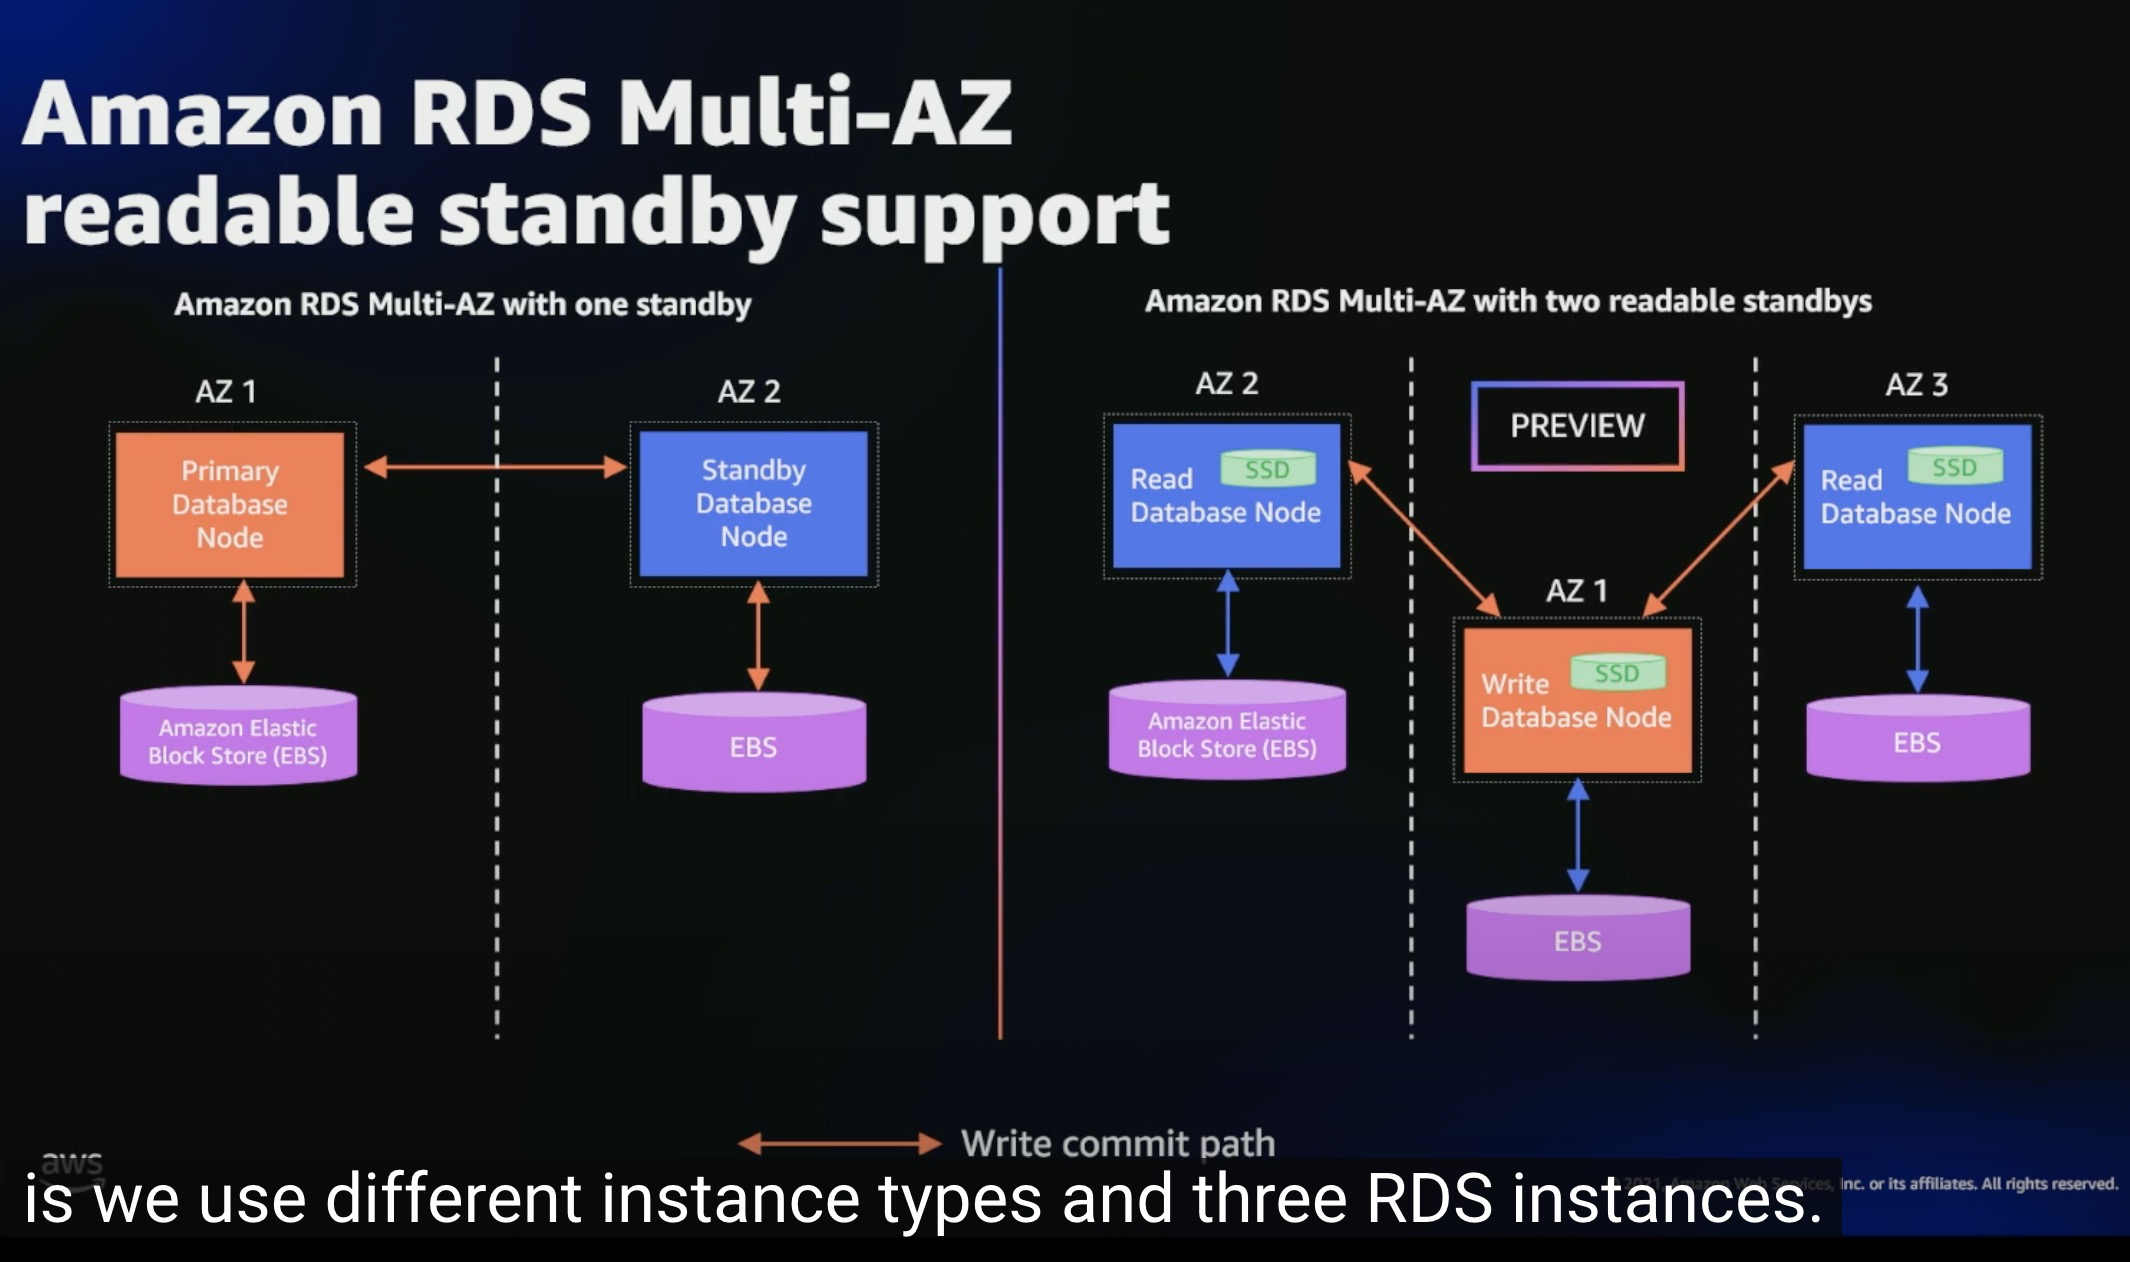 Amazon RDS Multi-AZ
readable standby support
Amazon RDS Multi-AZ with one standby
AZ 1
AZ 2
Primary
Database
Node
Standby
Database
Node
Amazon Elastic
Block Store (EBS)
EBS
Amazon RDS Multi-AZ with two readable standbys
AZ 2
PREVIEW
AZ 3
Read
SSD
Database Node
Read
SSD
Database Node
AZ 1
Write
SSD
Database Node
Amazon Elastic
Block Store (EBS)
EBS
EBS
Write commit path
aws
© 2021, Amazon Web Services, Inc. or its affiliates. All rights reserved.
is we use different instance types and three RDS instances.